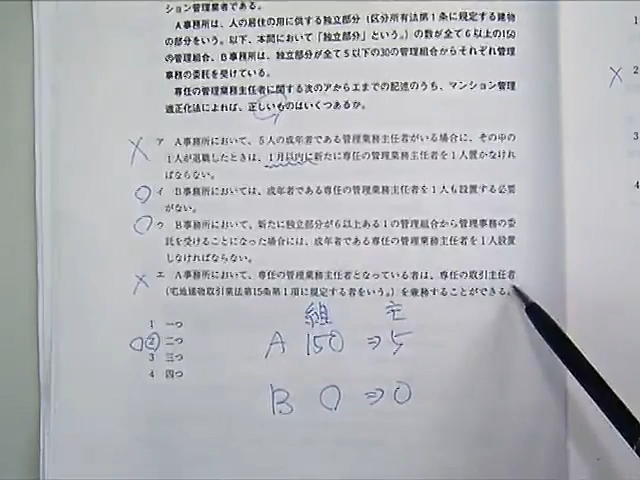 ション管理業者である。
A事務所は、人の居住の用に供する独立部分(区分所有法第1条に規定する建物
の部分をいう。以下、本問において「独立部分」という。)の数が全て6以上の150
の管理組合、B事務所は、独立部分が全て5以下の30の管理組合からそれぞれ管理
事務の委託を受けている。
専任の管理業務主任者に関する次のアからエまでの記述のうち、マンション管理
適正化法によれば、正しいものはいくつあるか。
× ア A事務所において、5人の成年者である管理業務主任者がいる場合に、その中の
1人が退職したときは、1月以内に新たに専任の管理業務主任者を1人置かなけれ
ばならない。
○ イ B事務所においては、成年者である専任の管理業務主任者を1人も設置する必要
がない。
○ ウ B事務所において、新たに独立部分が6以上ある1の管理組合から管理事務の委
託を受けることになった場合には、成年者である専任の管理業務主任者を1人設置
しなければならない。
× エ A事務所において、専任の管理業務主任者となっている者は、専任の取引主任者
(宅地建物取引業法第15条第1項に規定する者をいう。)を兼務することができる。
1 一つ
2 二つ
3 三つ
4 四つ
組 主
A 150 ⇒ 5
B 0 ⇒ 0
×
1
2
3
4